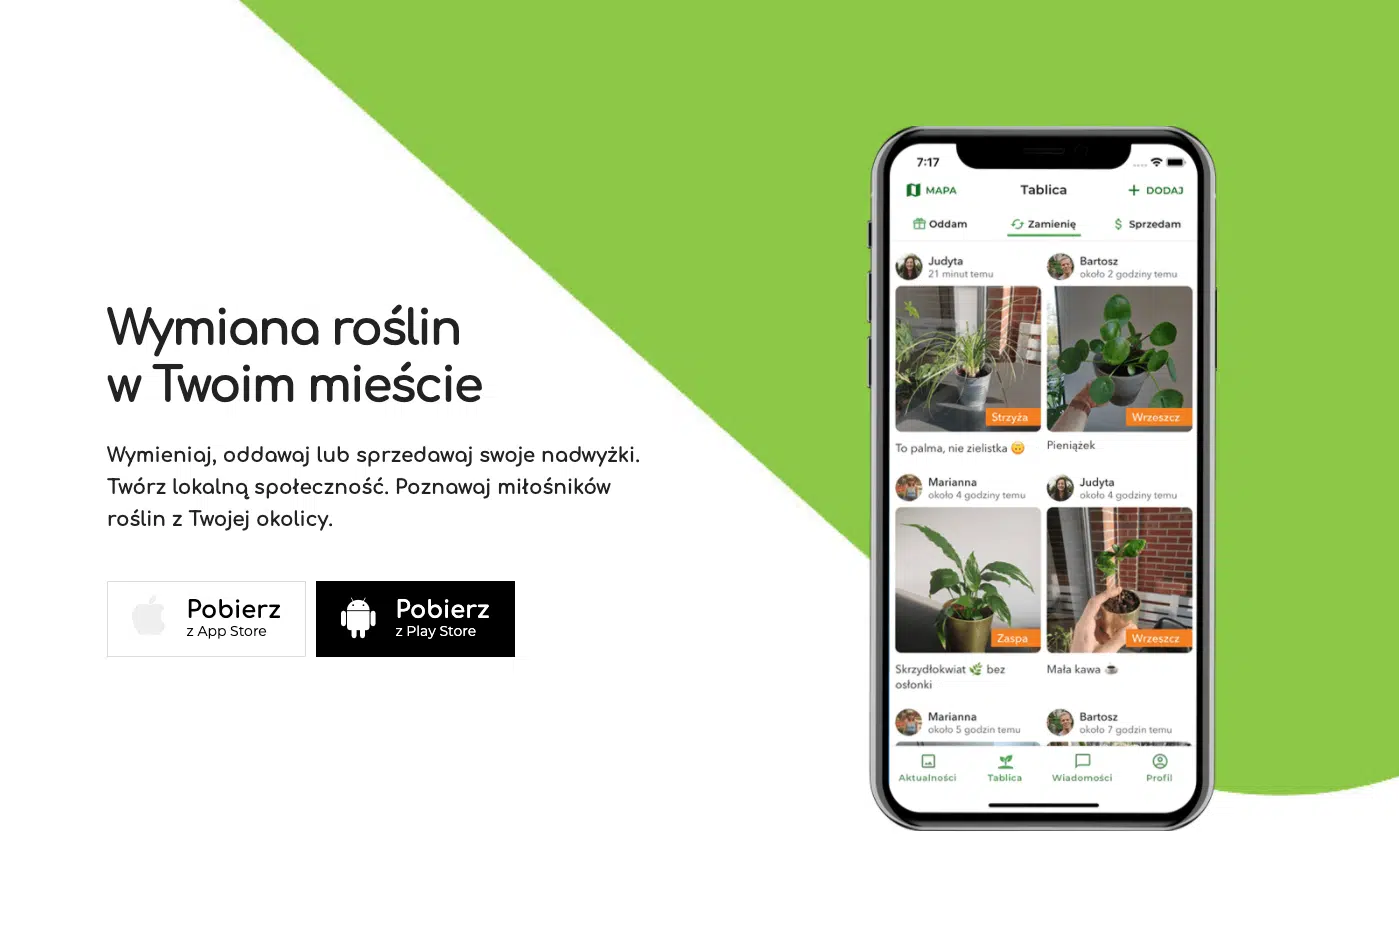 Wymiana roślin
w Twoim mieście
Wymieniaj, oddawaj lub sprzedawaj swoje nadwyżki.
Twórz lokalną społeczność. Poznawaj miłośników
roślin z Twojej okolicy.
Pobierz
z App Store
Pobierz
z Play Store
7:17
MAPA
Tablica
DODAJ
Oddam
Zamienię
Sprzedam
Judyta
21 minut temu
Bartosz
około 2 godziny temu
Strzyża
Wrzeszcz
To palma, nie zielistka 🙃
Pieniążek
Marianna
około 4 godziny temu
Judyta
około 4 godziny temu
Zaspa
Wrzeszcz
Skrzydłokwiat 🌿 bez
osłonki
Mała kawa ☕
Marianna
około 5 godzin temu
Bartosz
około 7 godzin temu
Aktualności
Tablica
Wiadomości
Profil